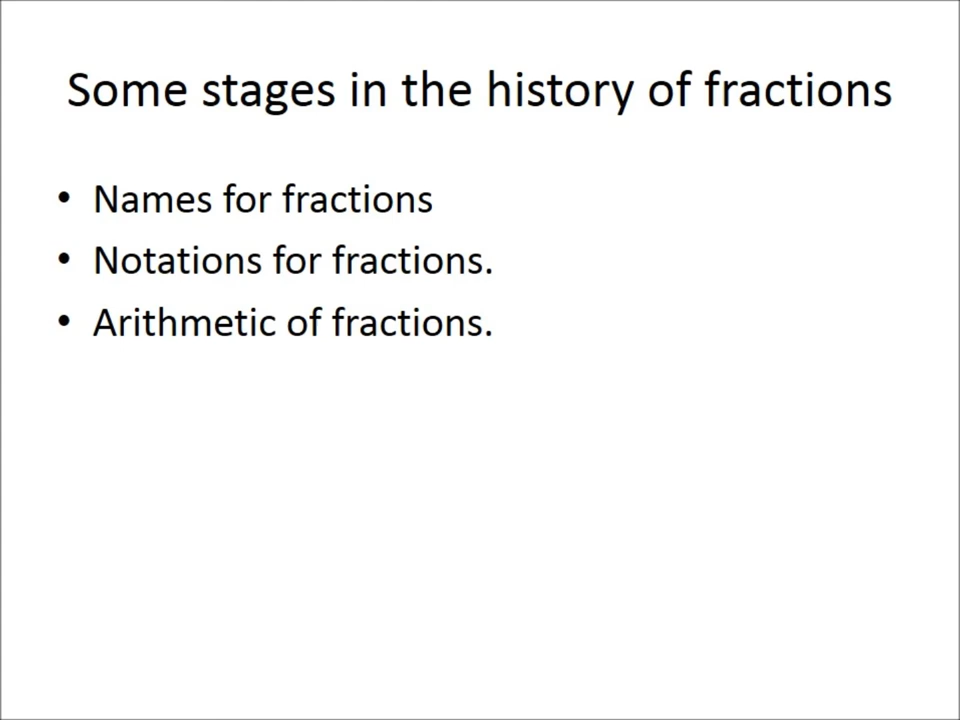 Some stages in the history of fractions
• Names for fractions
• Notations for fractions.
• Arithmetic of fractions.